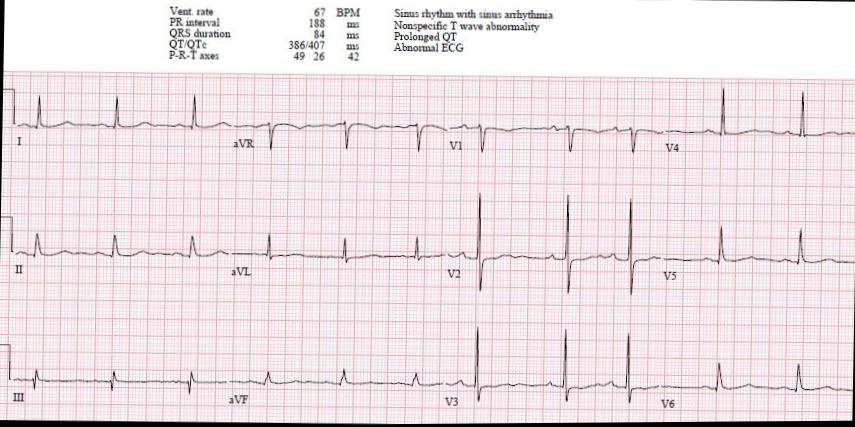 Vent. rate 67 BPM
PR interval 188 ms
QRS duration 84 ms
QT/QTc 386/407 ms
P-R-T axes 49 26 42
Sinus rhythm with sinus arrhythmia
Nonspecific T wave abnormality
Prolonged QT
Abnormal ECG
I aVR V1 V4
II aVL V2 V5
III aVF V3 V6